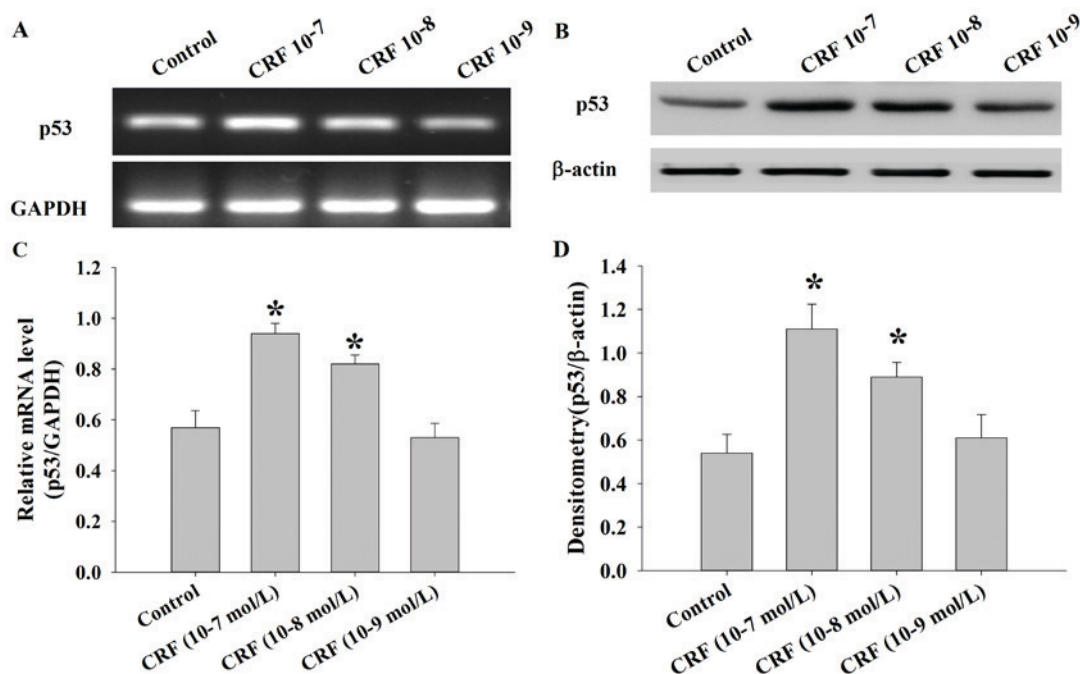 A
Control
CRF 10-7
CRF 10-8
CRF 10-9
p53
GAPDH
B
Control
CRF 10-7
CRF 10-8
CRF 10-9
p53
β-actin
C
Relative mRNA level
(p53/GAPDH)
1.2
1.0
0.8
0.6
0.4
0.2
0.0
*
*
Control
CRF (10-7 mol/L)
CRF (10-8 mol/L)
CRF (10-9 mol/L)
D
Densitometry(p53/β-actin)
1.4
1.2
1.0
0.8
0.6
0.4
0.2
0.0
*
*
Control
CRF (10-7 mol/L)
CRF (10-8 mol/L)
CRF (10-9 mol/L)